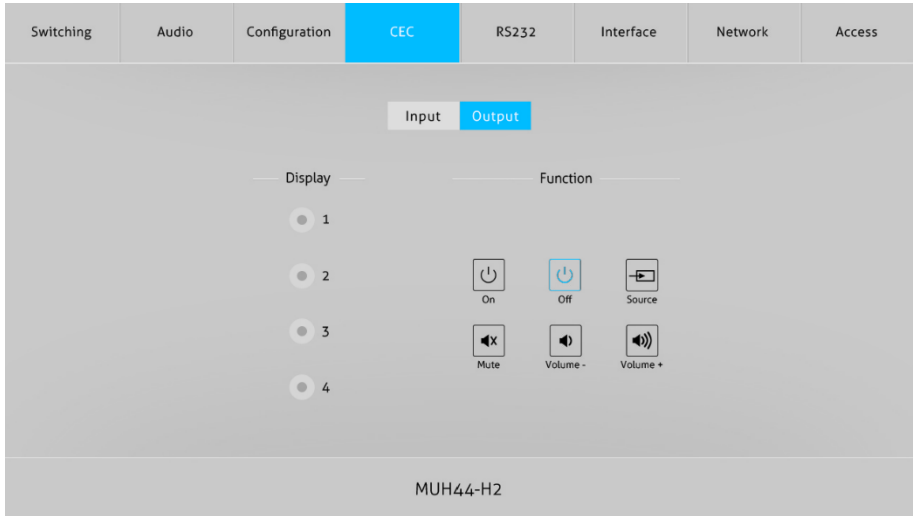 Switching Audio Configuration CEC RS232 Interface Network Access
Input Output
Display Function
1
2
On Off Source
3
Mute Volume - Volume +
4
MUH44-H2